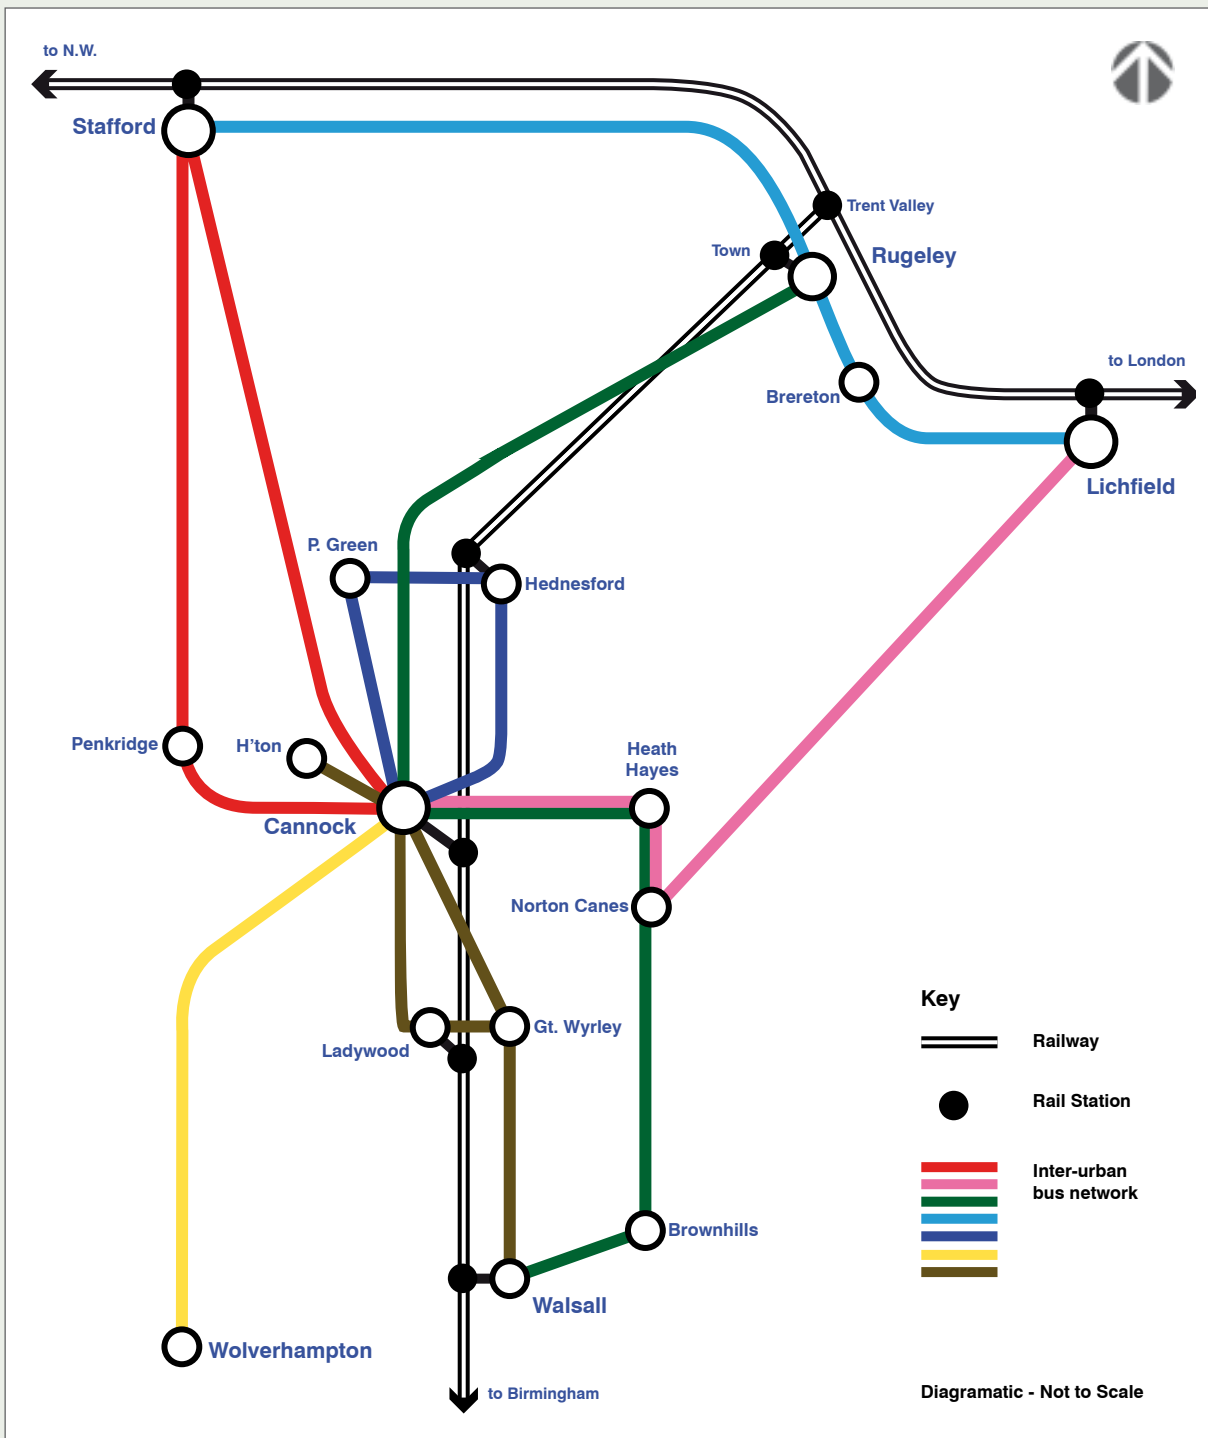 to N.W.
Stafford
Trent Valley
Town
Rugeley
to London
Brereton
Lichfield
P. Green
Hednesford
Penkridge
H’ton
Heath
Hayes
Cannock
Norton Canes
Gt. Wyrley
Ladywood
Brownhills
Walsall
Wolverhampton
to Birmingham
Key
Railway
Rail Station
Inter-urban
bus network
Diagramatic - Not to Scale